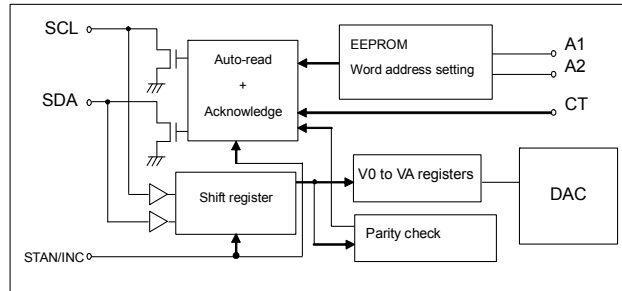 SCL
SDA
STAN/INC
Auto-read
+
Acknowledge
EEPROM
Word address setting
A1
A2
CT
Shift register
V0 to VA registers
Parity check
DAC